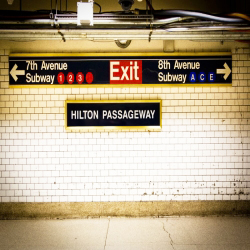 7th Avenue
Subway 1 2 3
Exit
8th Avenue
Subway A C E
HILTON PASSAGEWAY